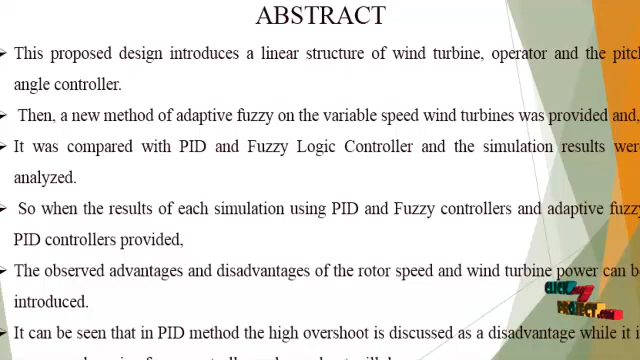 ABSTRACT
This proposed design introduces a linear structure of wind turbine, operator and the pitch
angle controller.
Then, a new method of adaptive fuzzy on the variable speed wind turbines was provided and,
It was compared with PID and Fuzzy Logic Controller and the simulation results were
analyzed.
So when the results of each simulation using PID and Fuzzy controllers and adaptive fuzzy
PID controllers provided,
The observed advantages and disadvantages of the rotor speed and wind turbine power can be
introduced.
It can be seen that in PID method the high overshoot is discussed as a disadvantage while it i
CLICK
PROJECT.COM